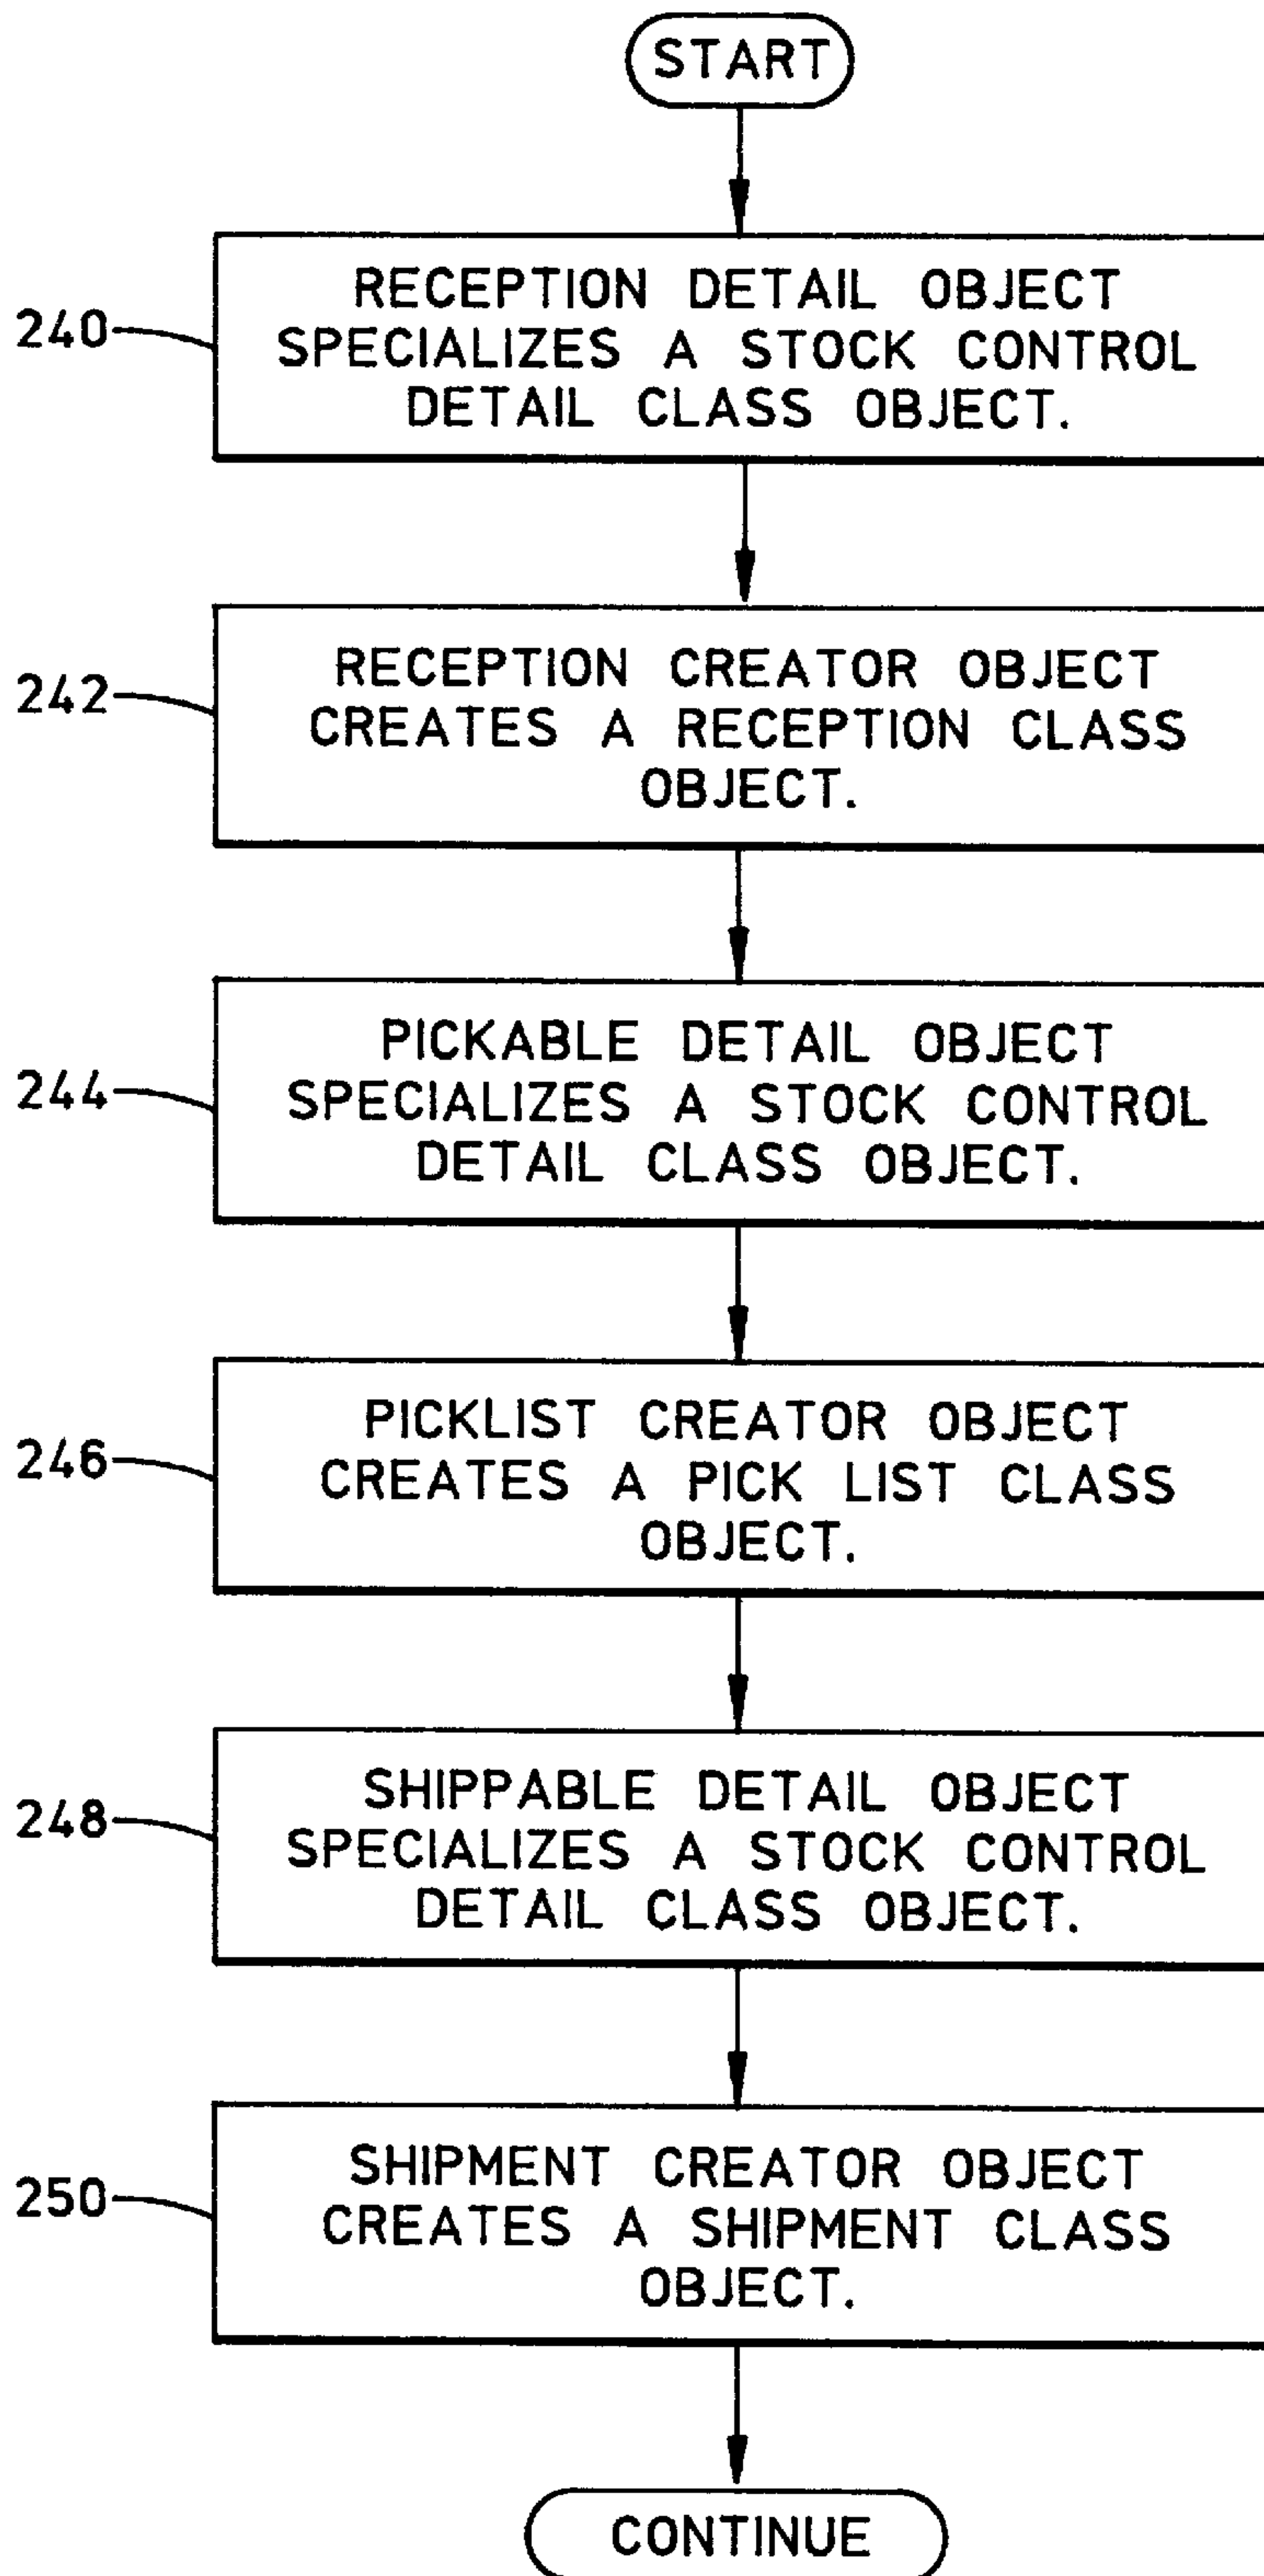 START
240
RECEPTION DETAIL OBJECT
SPECIALIZES A STOCK CONTROL
DETAIL CLASS OBJECT.
242
RECEPTION CREATOR OBJECT
CREATES A RECEPTION CLASS
OBJECT.
244
PICKABLE DETAIL OBJECT
SPECIALIZES A STOCK CONTROL
DETAIL CLASS OBJECT.
246
PICKLIST CREATOR OBJECT
CREATES A PICK LIST CLASS
OBJECT.
248
SHIPPABLE DETAIL OBJECT
SPECIALIZES A STOCK CONTROL
DETAIL CLASS OBJECT.
250
SHIPMENT CREATOR OBJECT
CREATES A SHIPMENT CLASS
OBJECT.
CONTINUE